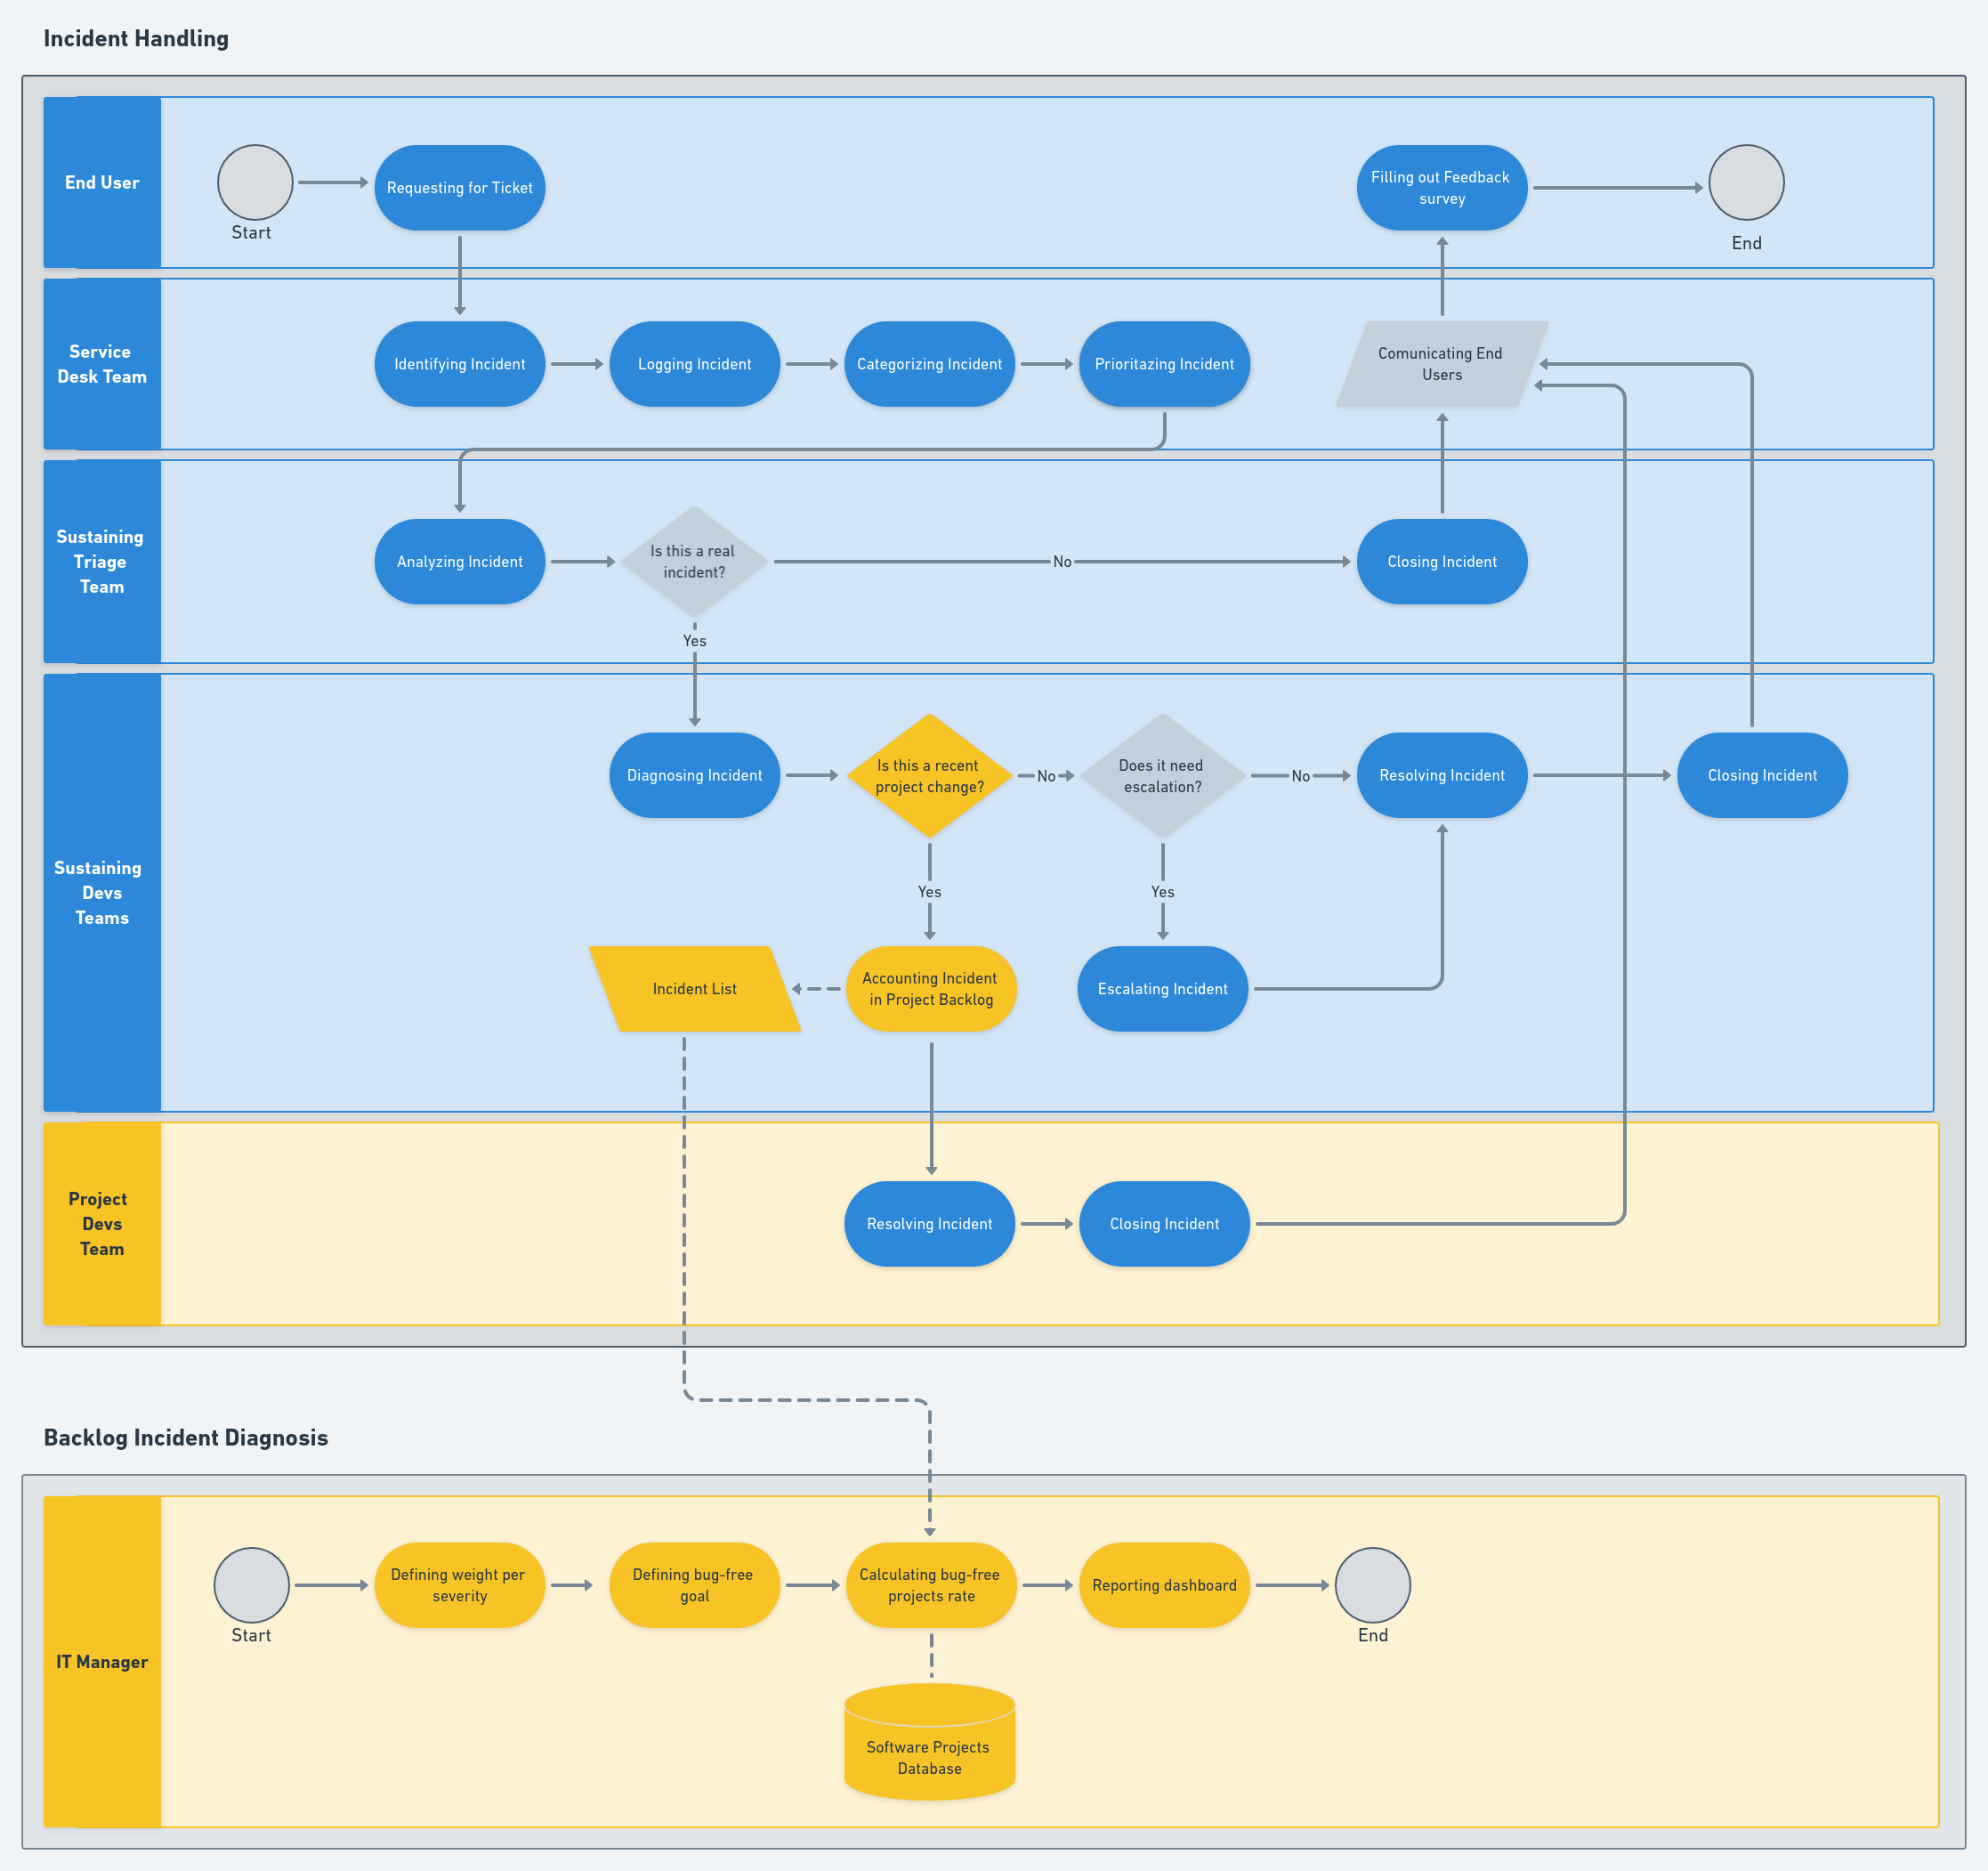 Incident Handling
End User
Start
Requesting for Ticket
Filling out Feedback
survey
End
Service
Desk Team
Identifying Incident
Logging Incident
Categorizing Incident
Prioritazing Incident
Comunicating End
Users
Sustaining
Triage
Team
Analyzing Incident
Is this a real
incident?
No
Closing Incident
Yes
Sustaining
Devs
Teams
Diagnosing Incident
Is this a recent
project change?
No
Does it need
escalation?
No
Resolving Incident
Closing Incident
Yes
Yes
Incident List
Accounting Incident
in Project Backlog
Escalating Incident
Project
Devs
Team
Resolving Incident
Closing Incident
Backlog Incident Diagnosis
IT Manager
Start
Defining weight per
severity
Defining bug-free
goal
Calculating bug-free
projects rate
Reporting dashboard
End
Software Projects
Database